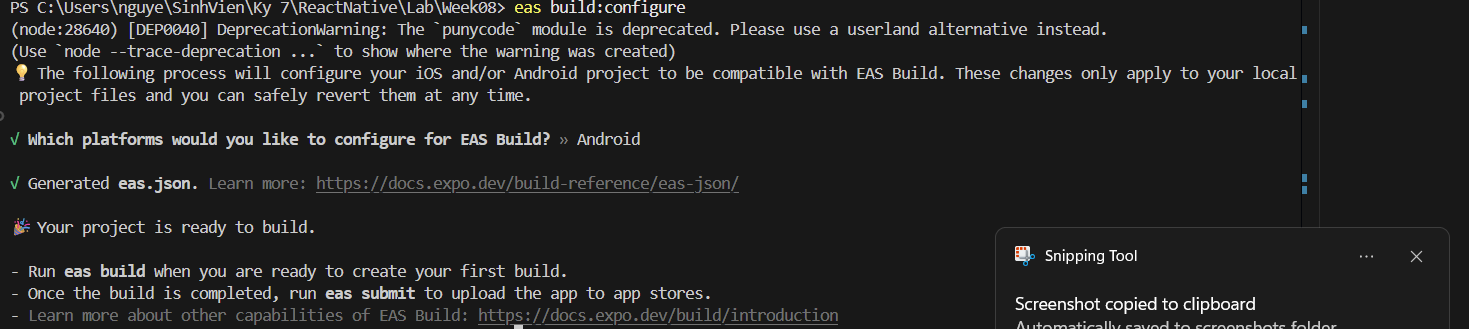 PS C:\Users\nguye\SinhVien\Ky 7\ReactNative\Lab\Week08> eas build:configure
(node:28640) [DEP0040] DeprecationWarning: The `punycode` module is deprecated. Please use a userland alternative instead.
(Use `node --trace-deprecation ...` to show where the warning was created)
💡 The following process will configure your iOS and/or Android project to be compatible with EAS Build. These changes only apply to your local
project files and you can safely revert them at any time.
√ Which platforms would you like to configure for EAS Build? » Android
√ Generated eas.json. Learn more: https://docs.expo.dev/build-reference/eas-json/
🎉 Your project is ready to build.
- Run eas build when you are ready to create your first build.
- Once the build is completed, run eas submit to upload the app to app stores.
- Learn more about other capabilities of EAS Build: https://docs.expo.dev/build/introduction
Snipping Tool
Screenshot copied to clipboard
Automatically saved to screenshots folder